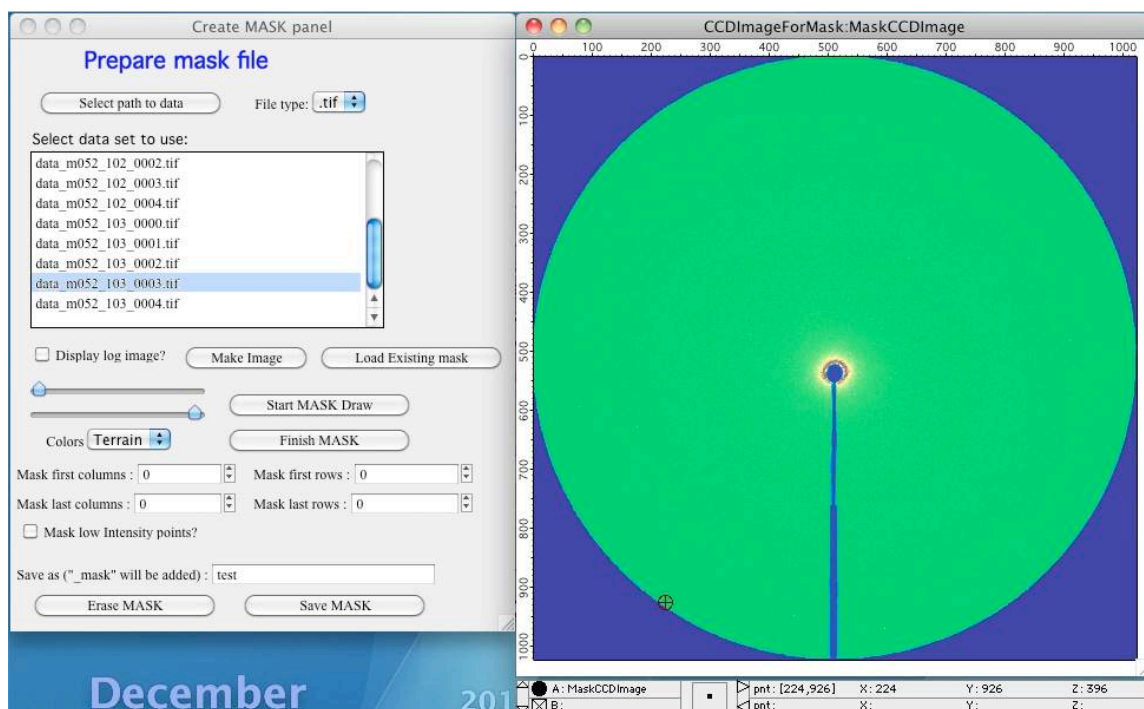 Create MASK panel
Prepare mask file
Select path to data
File type: .tif
Select data set to use:
data_m052_102_0002.tif
data_m052_102_0003.tif
data_m052_102_0004.tif
data_m052_103_0000.tif
data_m052_103_0001.tif
data_m052_103_0002.tif
data_m052_103_0003.tif
data_m052_103_0004.tif
Display log image?
Make Image
Load Existing mask
Start MASK Draw
Colors Terrain
Finish MASK
Mask first columns : 0
Mask first rows : 0
Mask last columns : 0
Mask last rows : 0
Mask low Intensity points?
Save as ("_mask" will be added) : test
Erase MASK
Save MASK
December
201
CCDImageForMask:MaskCCDImage
0 100 200 300 400 500 600 700 800 900 1000
0
100
200
300
400
500
600
700
800
900
1000
A: MaskCCDImage
pnt: [224,926] X: 224 Y: 926 Z: 396
B:
pnt: X: Y: Z: